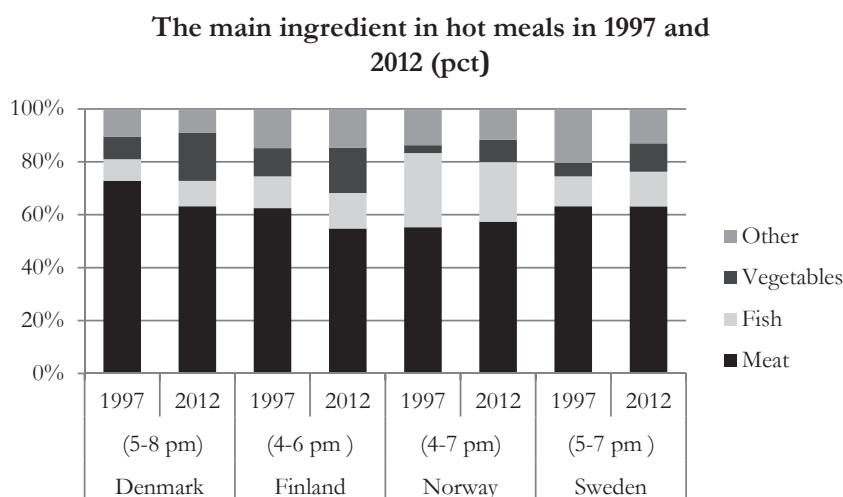 The main ingredient in hot meals in 1997 and
2012 (pct)
100%
80%
60%
40%
20%
0%
Other
Vegetables
Fish
Meat
1997 2012 1997 2012 1997 2012 1997 2012
(5-8 pm) (4-6 pm ) (4-7 pm) (5-7 pm )
Denmark Finland Norway Sweden